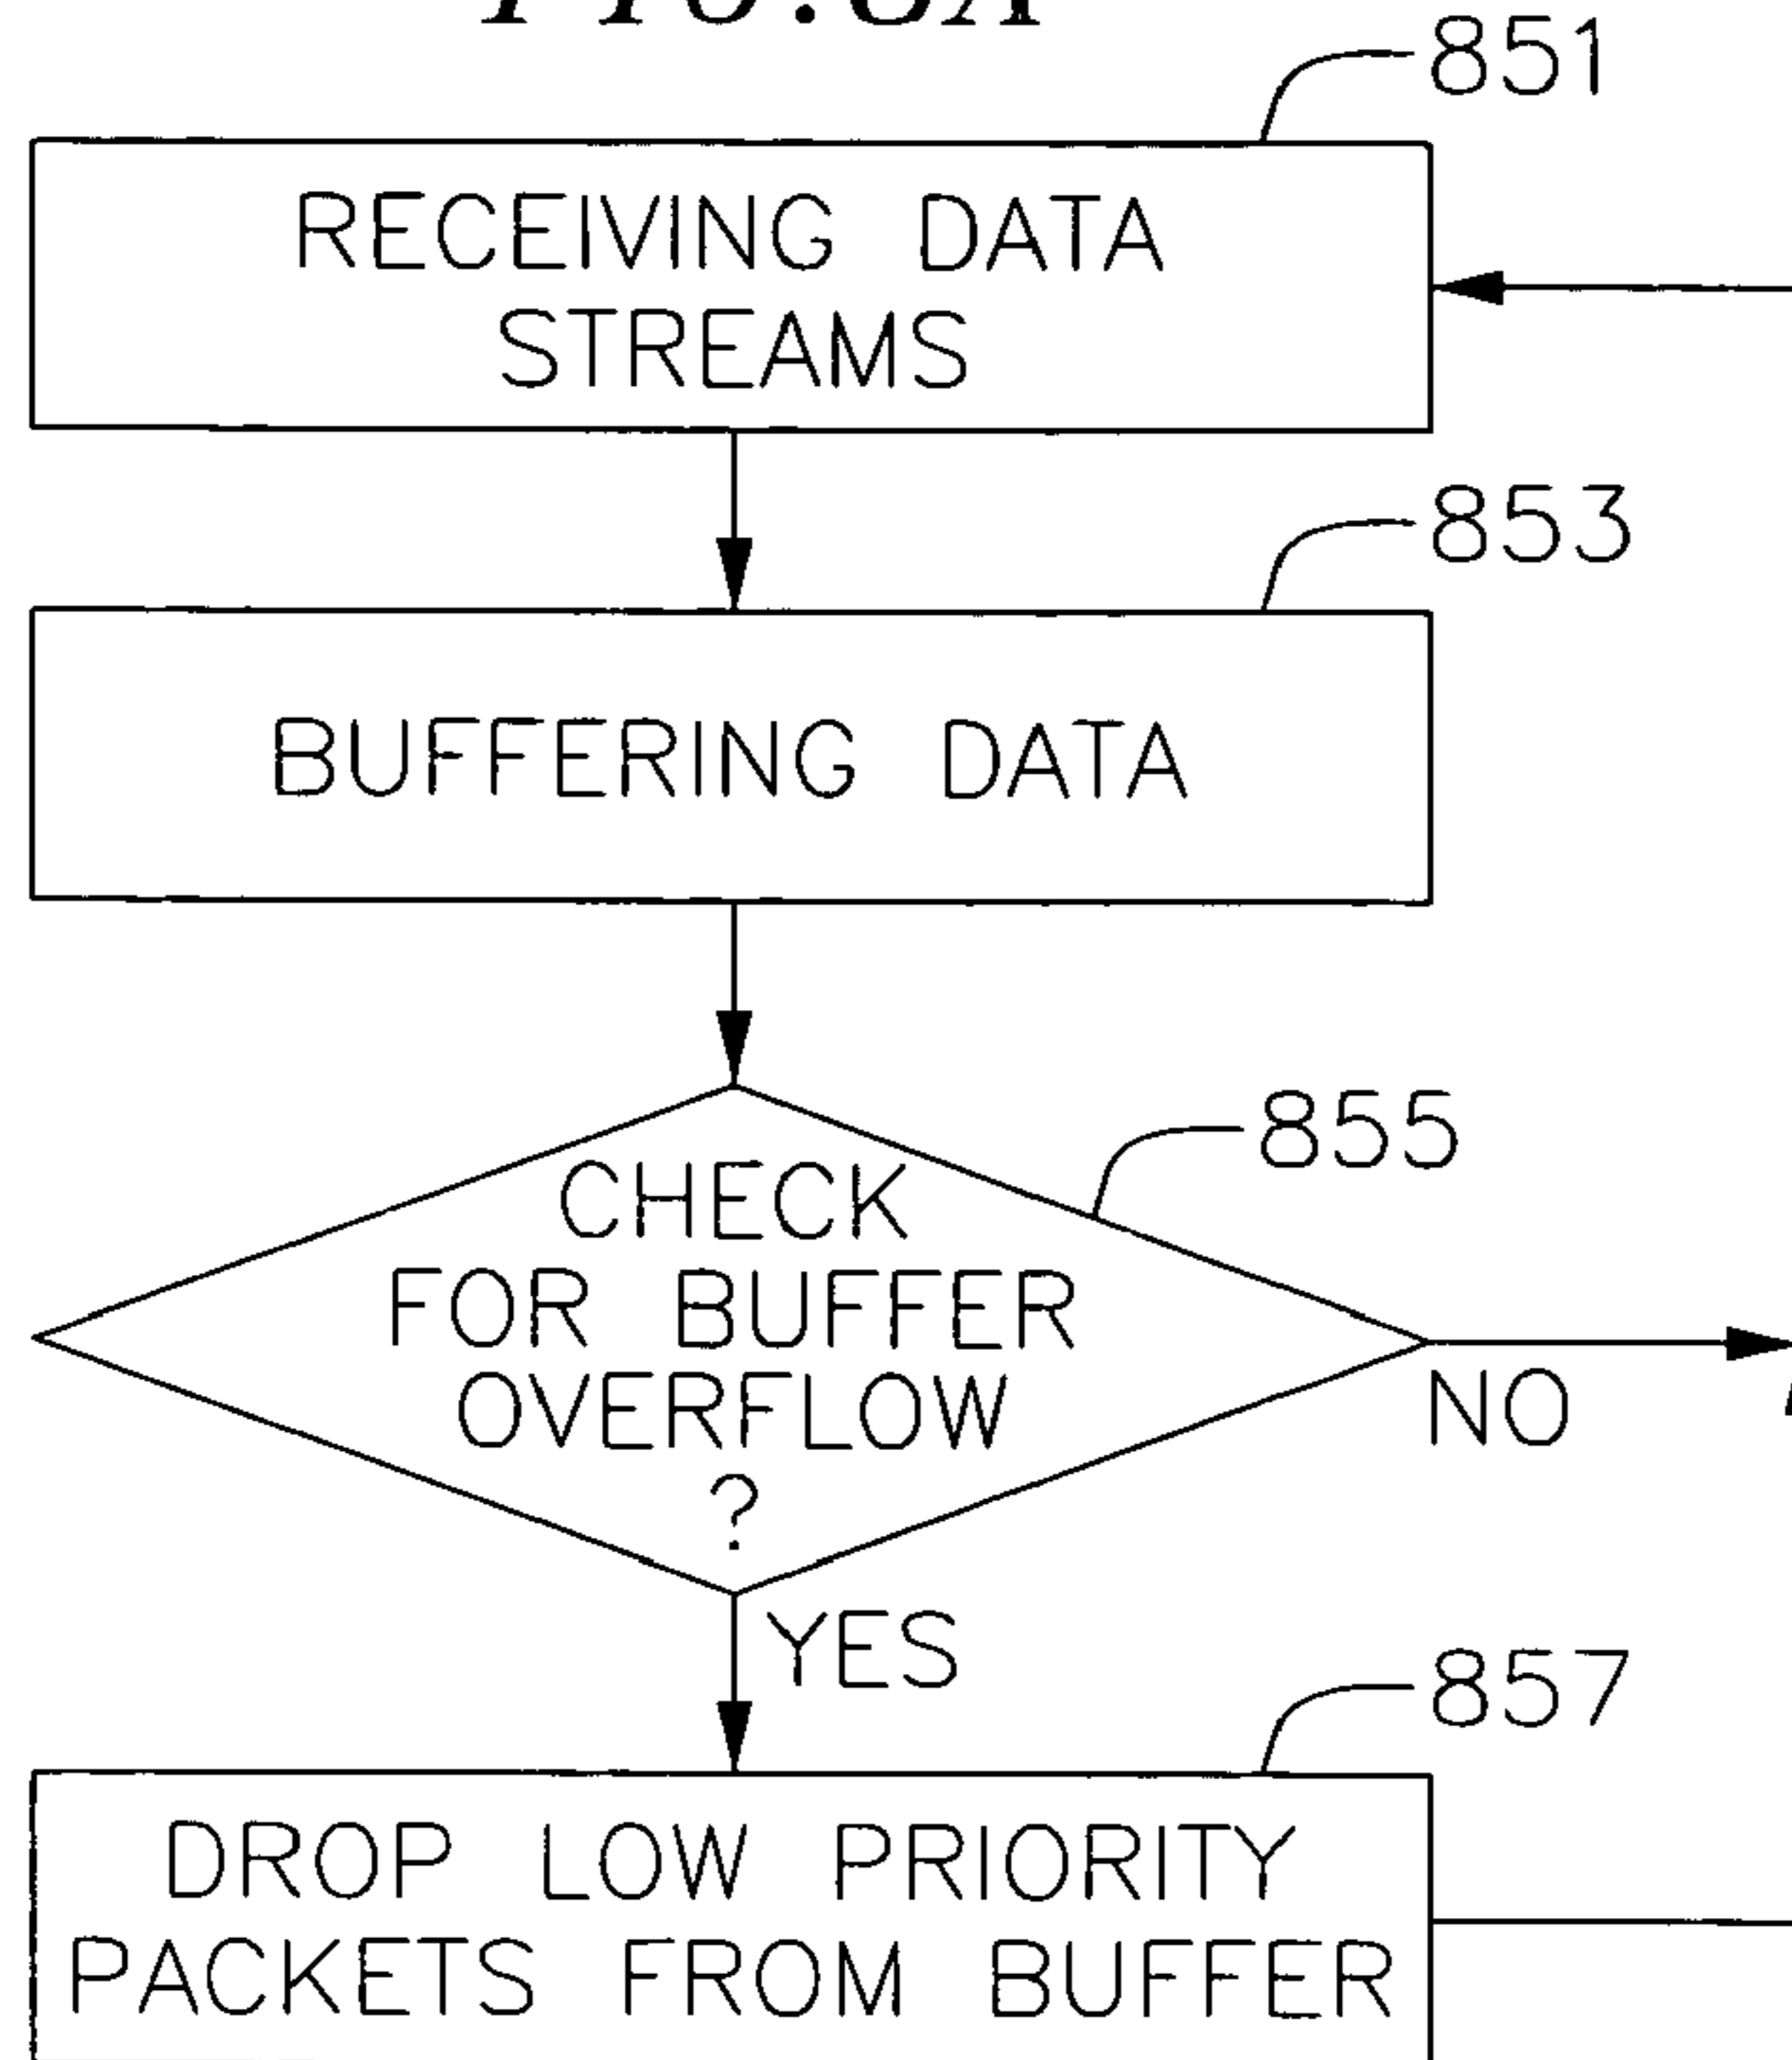 851
RECEIVING DATA
STREAMS
853
BUFFERING DATA
855
CHECK
FOR BUFFER
OVERFLOW
?
NO
YES
857
DROP LOW PRIORITY
PACKETS FROM BUFFER